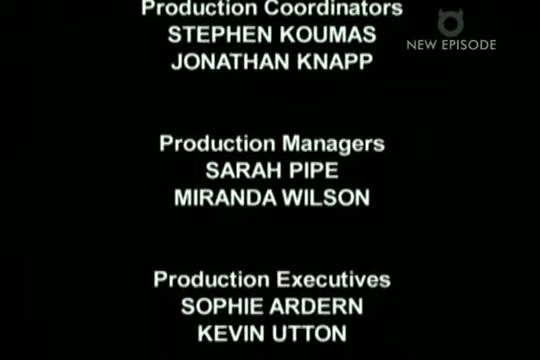 Production Coordinators
STEPHEN KOUMAS
JONATHAN KNAPP
NEW EPISODE
Production Managers
SARAH PIPE
MIRANDA WILSON
Production Executives
SOPHIE ARDERN
KEVIN UTTON